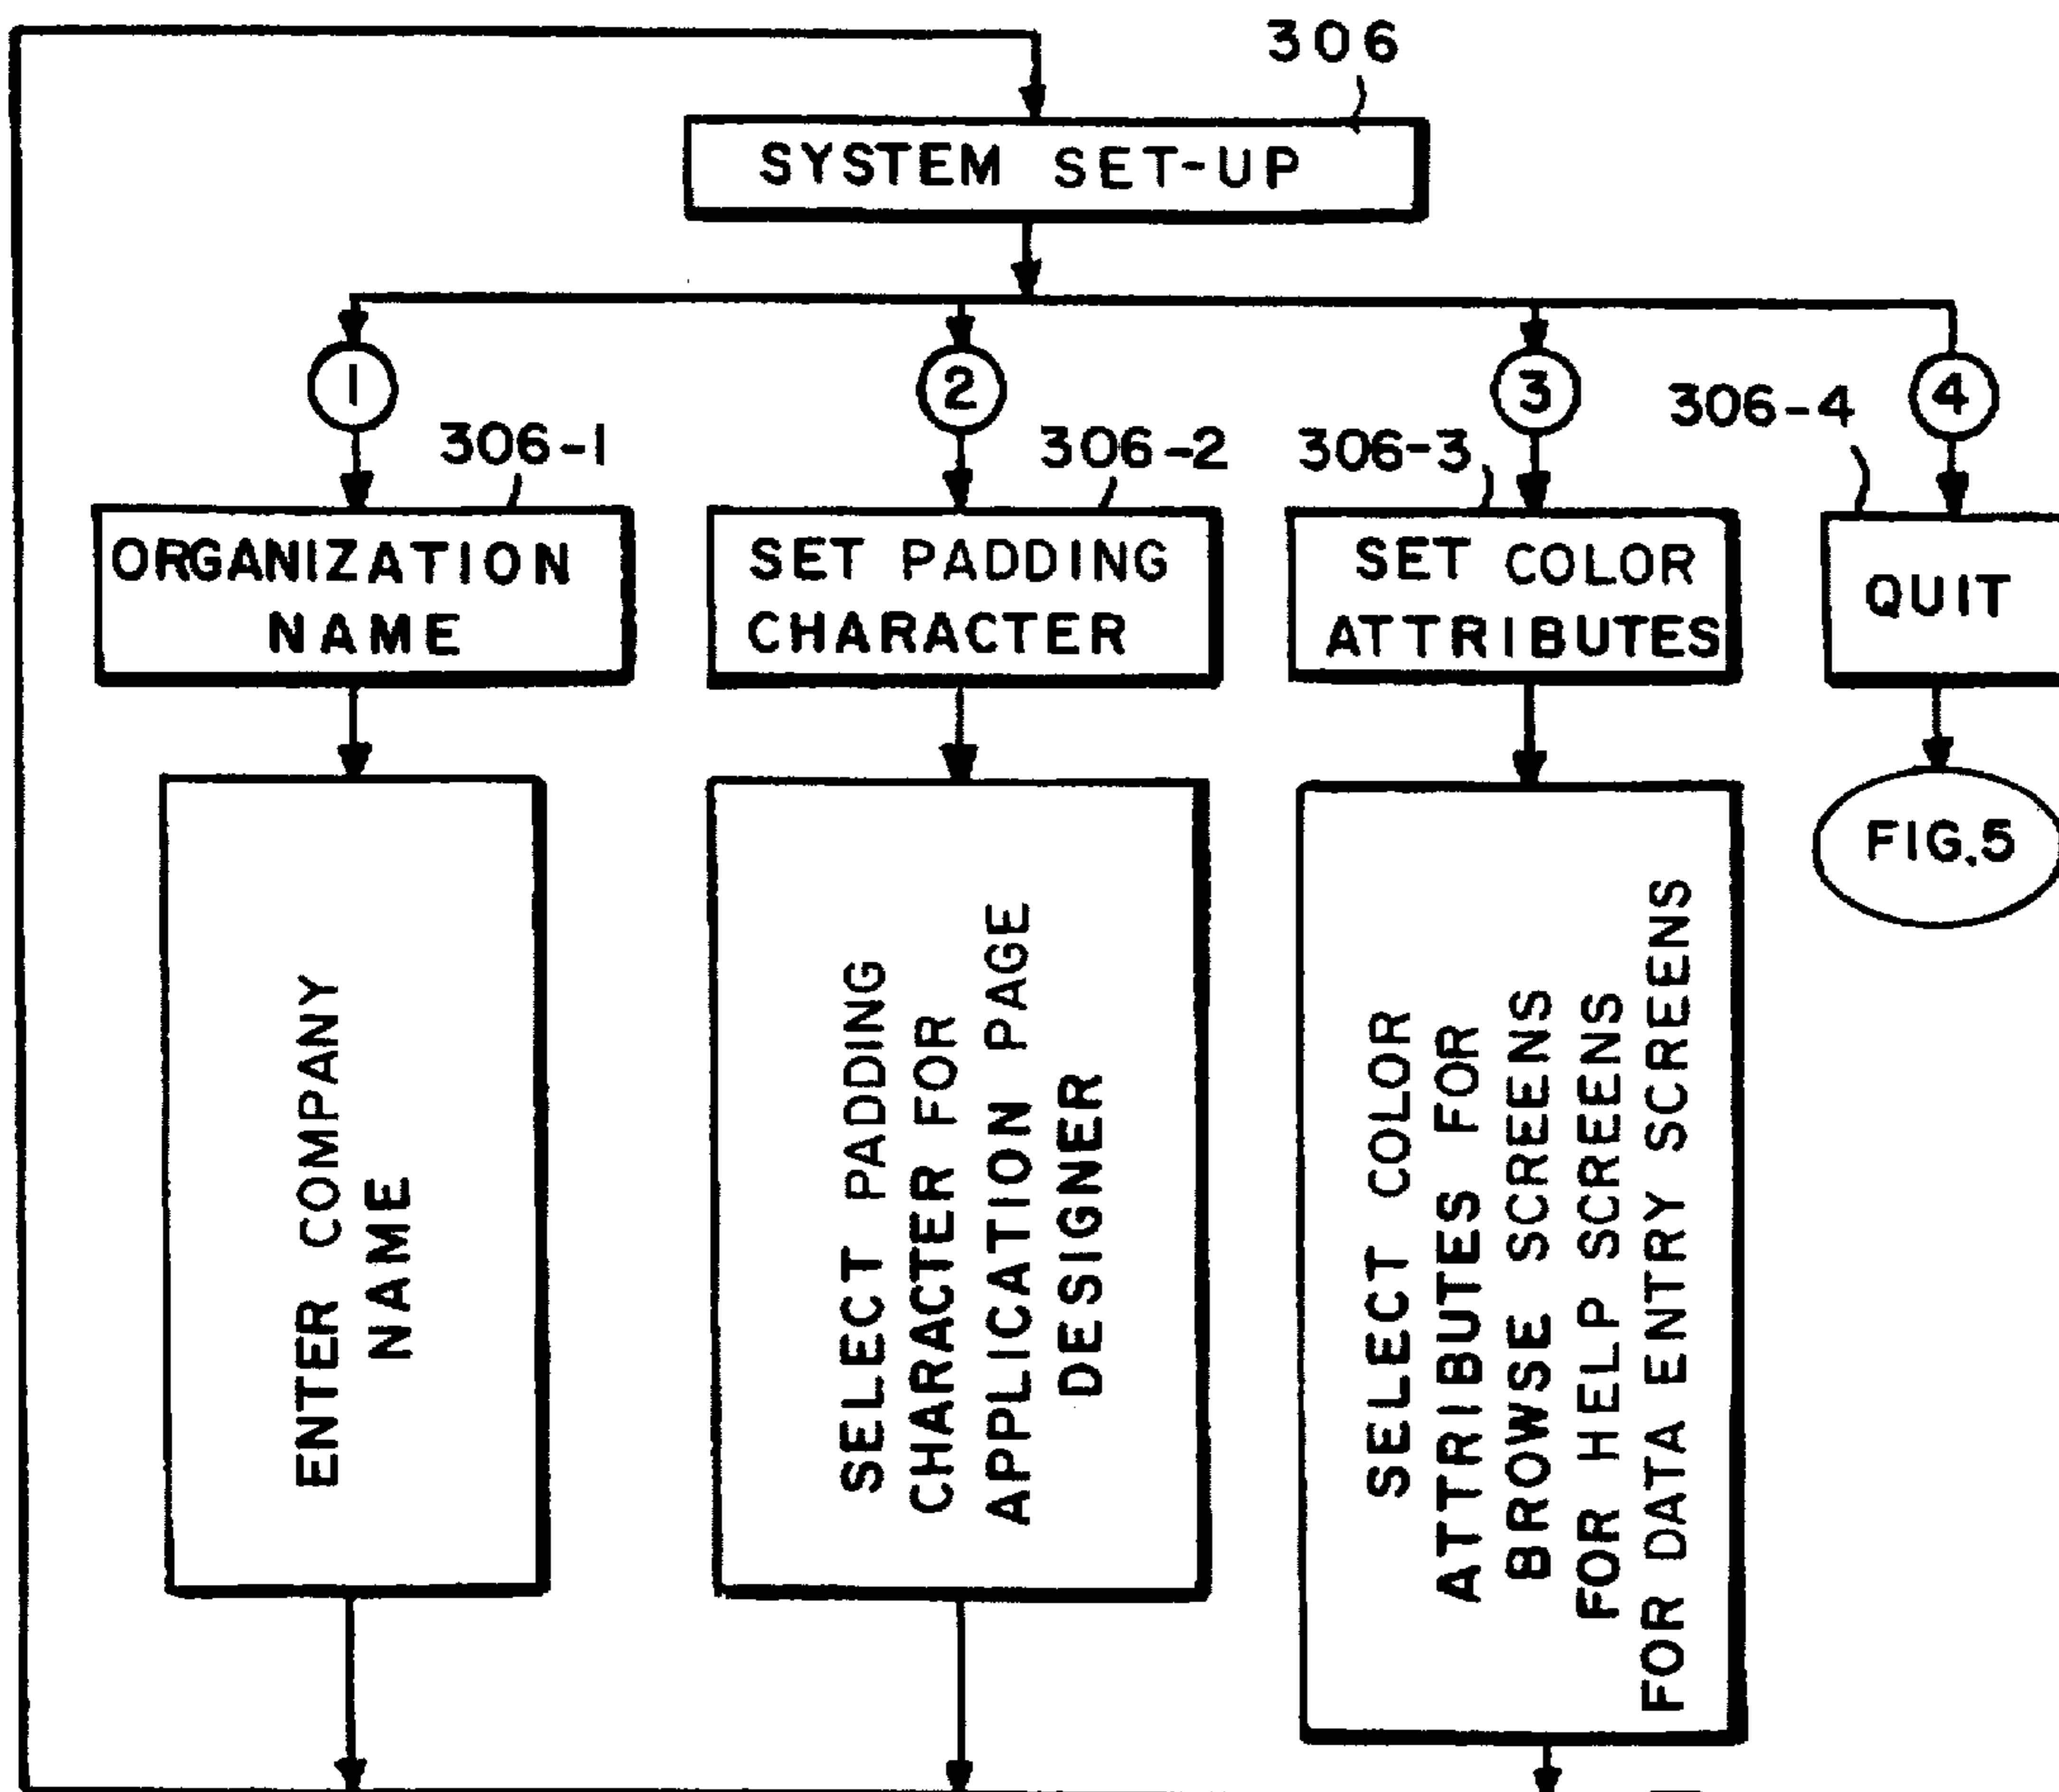 306
SYSTEM SET-UP
1
2
3
4
306-1
306-2
306-3
306-4
ORGANIZATION
NAME
SET PADDING
CHARACTER
SET COLOR
ATTRIBUTES
QUIT
ENTER COMPANY
NAME
SELECT PADDING
CHARACTER FOR
APPLICATION PAGE
DESIGNER
SELECT COLOR
ATTRIBUTES FOR
BROWSE SCREENS
FOR HELP SCREENS
FOR DATA ENTRY SCREENS
FIG.5